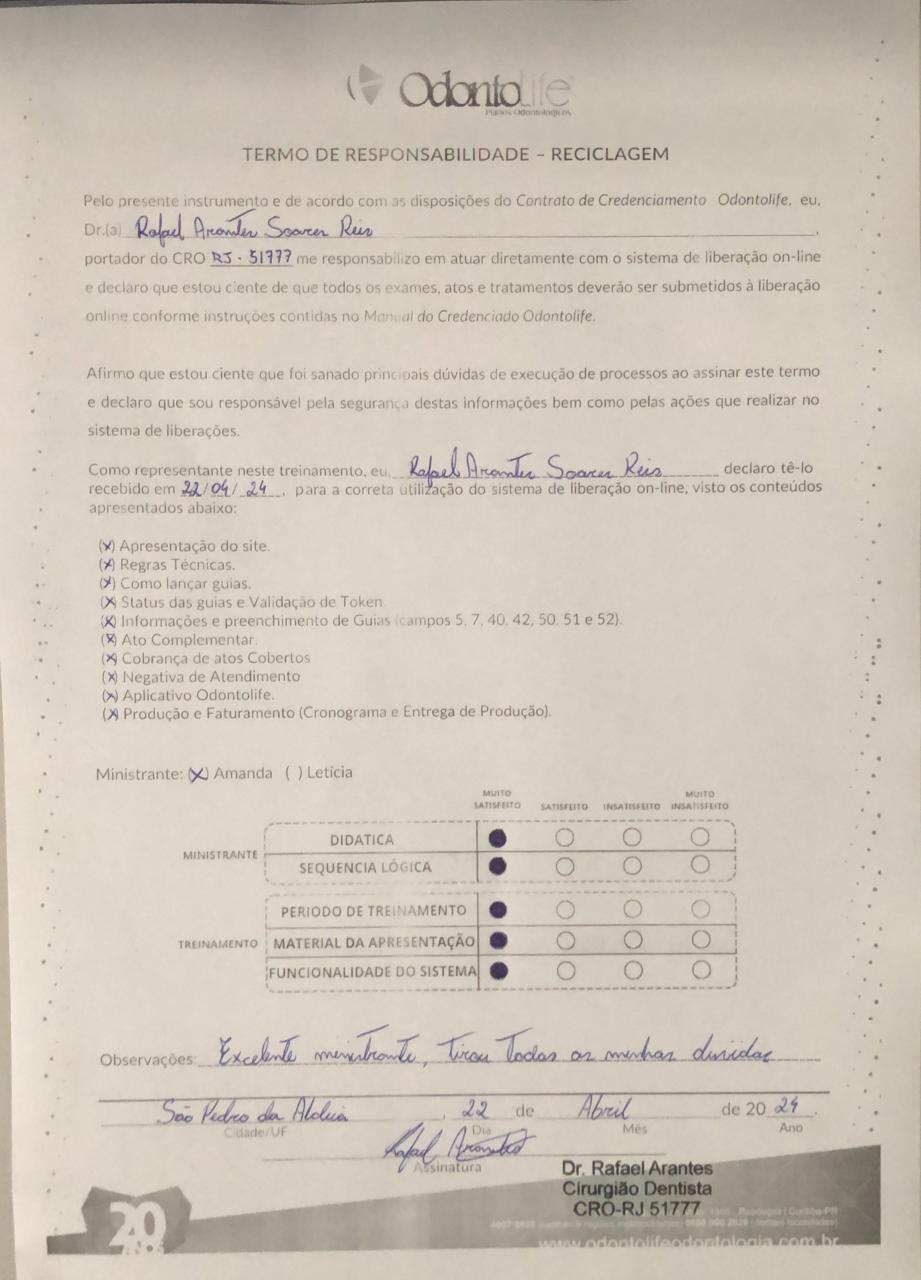 Odontolife
Planos Odontológicos
TERMO DE RESPONSABILIDADE – RECICLAGEM
Pelo presente instrumento e de acordo com as disposições do Contrato de Credenciamento Odontolife, eu,
Dr.(a) Rafael Arantes Soares Reis,
portador do CRO RJ - 51777 me responsabilizo em atuar diretamente com o sistema de liberação on-line
e declaro que estou ciente de que todos os exames, atos e tratamentos deverão ser submetidos à liberação
online conforme instruções contidas no Manual do Credenciado Odontolife.
Afirmo que estou ciente que foi sanado principais dúvidas de execução de processos ao assinar este termo
e declaro que sou responsável pela segurança destas informações bem como pelas ações que realizar no
sistema de liberações.
Como representante neste treinamento, eu, Rafael Arantes Soares Reis declaro tê-lo
recebido em 22/04/24, para a correta utilização do sistema de liberação on-line, visto os conteúdos
apresentados abaixo:
(X) Apresentação do site.
(X) Regras Técnicas.
(X) Como lançar guias.
(X) Status das guias e Validação de Token
(X) Informações e preenchimento de Guias (campos 5, 7, 40, 42, 50, 51 e 52).
(X) Ato Complementar.
(X) Cobrança de atos Cobertos
(X) Negativa de Atendimento
(X) Aplicativo Odontolife.
(X) Produção e Faturamento (Cronograma e Entrega de Produção).
Ministrante: (X) Amanda ( ) Letícia
MUITO SATISFEITO SATISFEITO INSATISFEITO MUITO INSATISFEITO
MINISTRANTE
DIDATICA
SEQUENCIA LÓGICA
TREINAMENTO
PERIODO DE TREINAMENTO
MATERIAL DA APRESENTAÇÃO
FUNCIONALIDADE DO SISTEMA
Observações: Excelente ministrante, tirou todas as minhas duvidas
São Pedro da Aldeia, 22 de Abril de 2024.
Cidade/UF Dia Mês Ano
Rafael Arantes
Assinatura
Dr. Rafael Arantes
Cirurgião Dentista
CRO-RJ 51777
20
ANOS
| Curitiba-PR
www.odontolifeodontologia.com.br